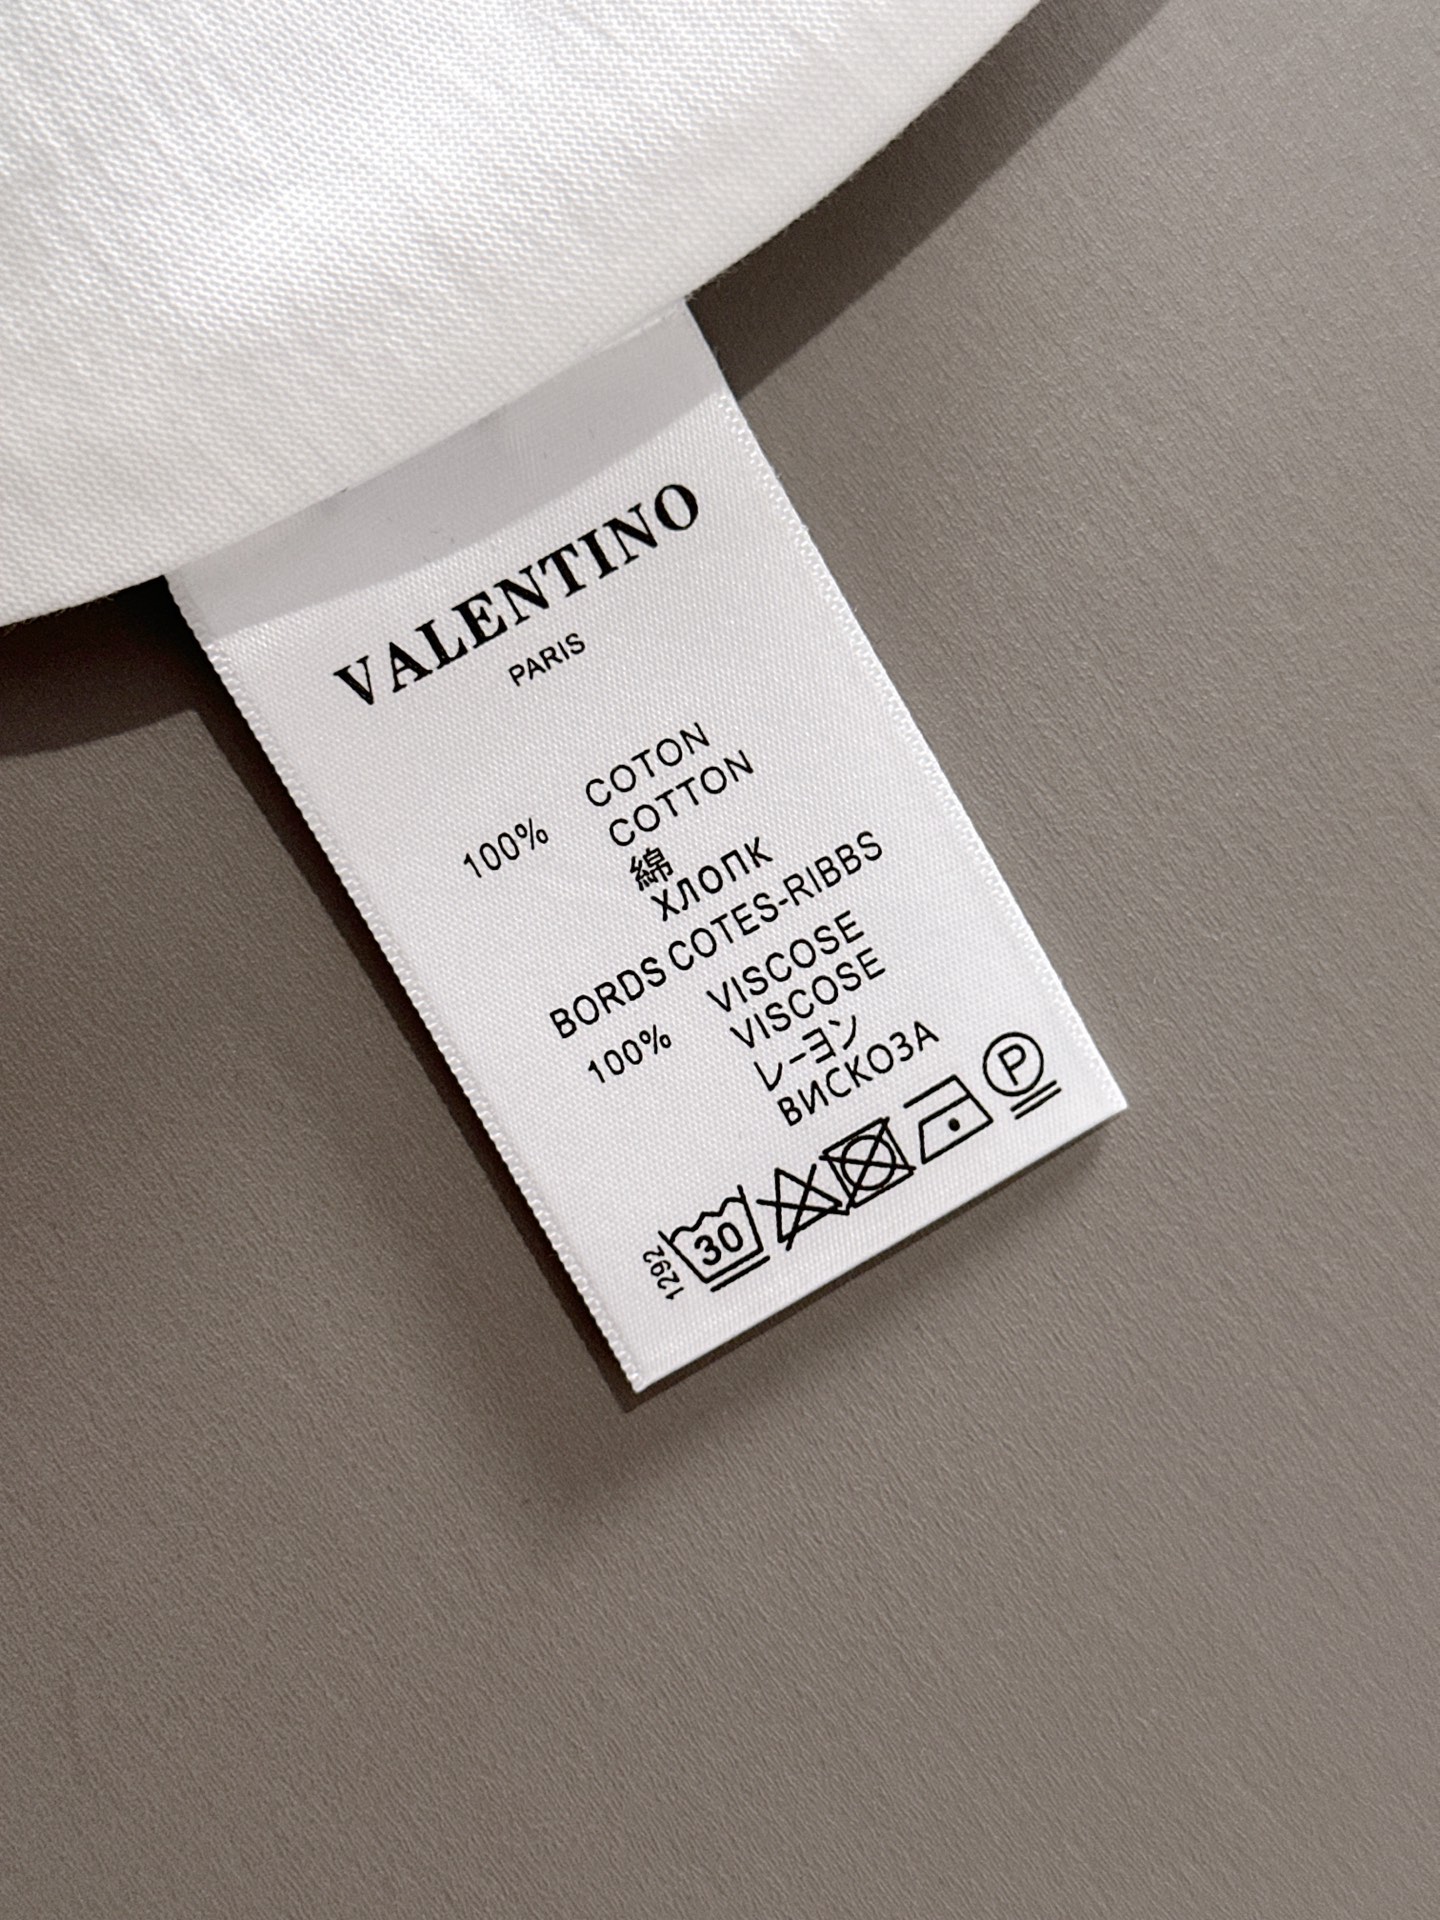 VALENTINO
PARIS
COTON
100% COTTON
綿
ХЛОПК
BORDS COTES-RIBBS
VISCOSE
100% VISCOSE
レーヨン
ВИСКОЗА
1292 30 P